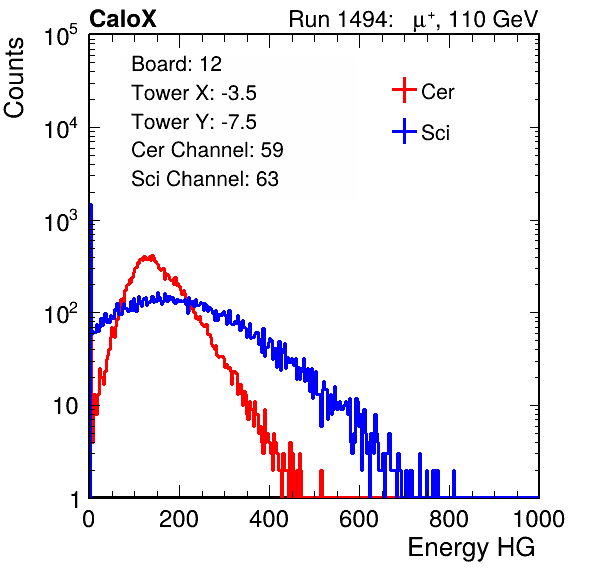 CaloX Run 1494: μ⁺, 110 GeV
Counts
10⁵
10⁴
10³
10²
10
1
Board: 12
Tower X: -3.5
Tower Y: -7.5
Cer Channel: 59
Sci Channel: 63
Cer
Sci
0 200 400 600 800 1000
Energy HG